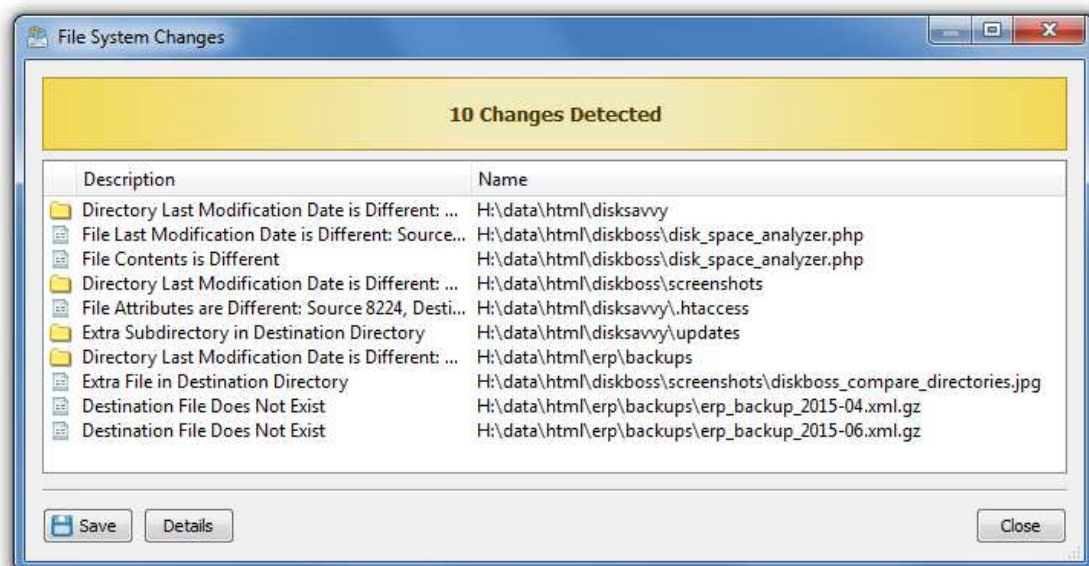 File System Changes
10 Changes Detected
Description Name
Directory Last Modification Date is Different: ... H:\data\html\disksavvy
File Last Modification Date is Different: Source... H:\data\html\diskboss\disk_space_analyzer.php
File Contents is Different H:\data\html\diskboss\disk_space_analyzer.php
Directory Last Modification Date is Different: ... H:\data\html\diskboss\screenshots
File Attributes are Different: Source 8224, Desti... H:\data\html\disksavvy\.htaccess
Extra Subdirectory in Destination Directory H:\data\html\disksavvy\updates
Directory Last Modification Date is Different: ... H:\data\html\erp\backups
Extra File in Destination Directory H:\data\html\diskboss\screenshots\diskboss_compare_directories.jpg
Destination File Does Not Exist H:\data\html\erp\backups\erp_backup_2015-04.xml.gz
Destination File Does Not Exist H:\data\html\erp\backups\erp_backup_2015-06.xml.gz
Save Details Close